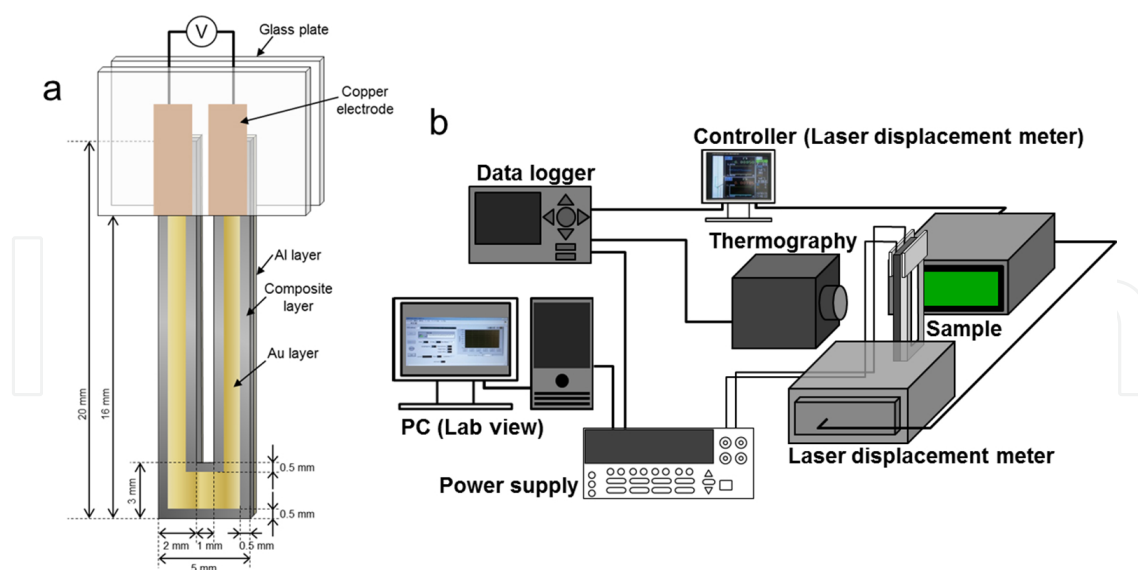 a
V
Glass plate
Copper
electrode
Al layer
Composite
layer
Au layer
20 mm
16 mm
3 mm
0.5 mm
0.5 mm
2 mm
1 mm
0.5 mm
5 mm
b
Controller (Laser displacement meter)
Data logger
Thermography
Sample
PC (Lab view)
Laser displacement meter
Power supply